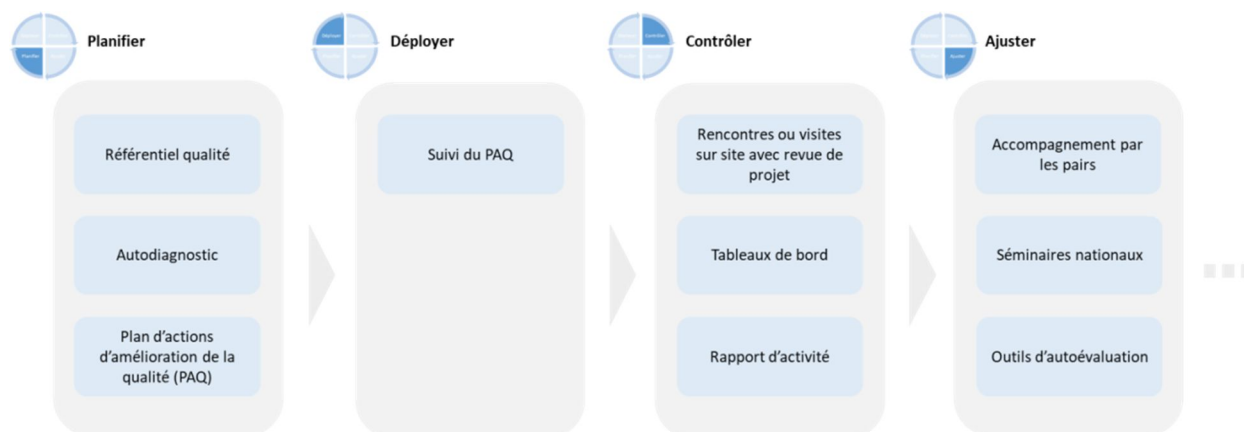 Planifier
Référentiel qualité
Autodiagnostic
Plan d’actions
d’amélioration de la
qualité (PAQ)
Déployer
Suivi du PAQ
Contrôler
Rencontres ou visites
sur site avec revue de
projet
Tableaux de bord
Rapport d’activité
Ajuster
Accompagnement par
les pairs
Séminaires nationaux
Outils d’autoévaluation